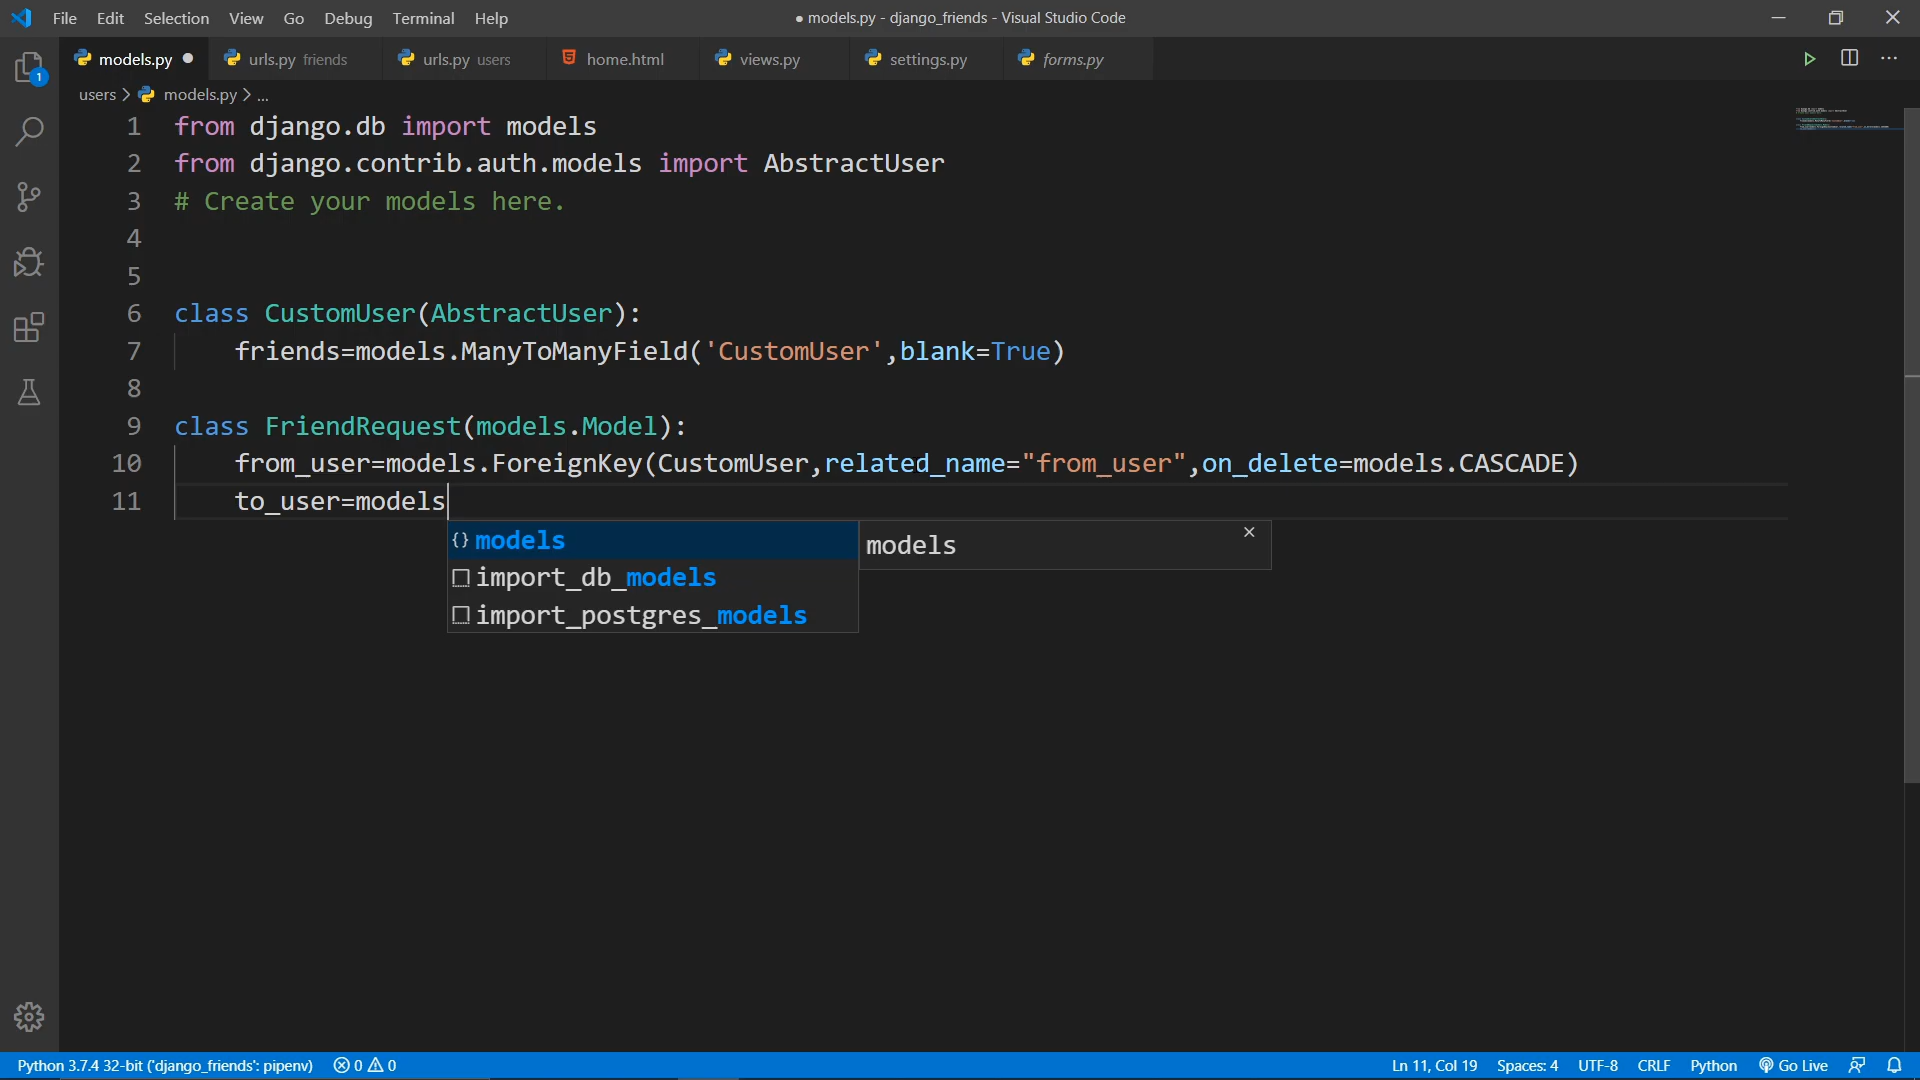 File Edit Selection View Go Debug Terminal Help
● models.py - django_friends - Visual Studio Code
models.py ● urls.py friends urls.py users home.html views.py settings.py forms.py
1
users > models.py > ...
1 from django.db import models
2 from django.contrib.auth.models import AbstractUser
3 # Create your models here.
4
5
6 class CustomUser(AbstractUser):
7 friends=models.ManyToManyField('CustomUser',blank=True)
8
9 class FriendRequest(models.Model):
10 from_user=models.ForeignKey(CustomUser,related_name="from_user",on_delete=models.CASCADE)
11 to_user=models
{} models
models
import_db_models
import_postgres_models
Python 3.7.4 32-bit ('django_friends': pipenv) 0 0 Ln 11, Col 19 Spaces: 4 UTF-8 CRLF Python Go Live